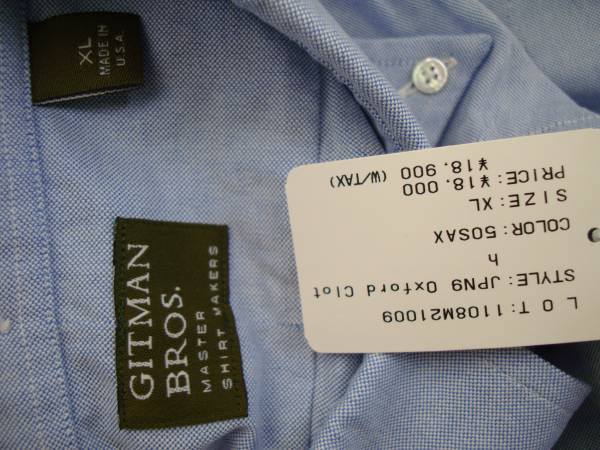 XL
MADE IN
U.S.A.
GITMAN
BROS.
MASTER
SHIRT MAKERS
L O T:1108M21009
STYLE:JPN9 Oxford Clot
h
COLOR:50SAX
SIZE:XL
PRICE:¥18.000
¥18.900 (W/TAX)